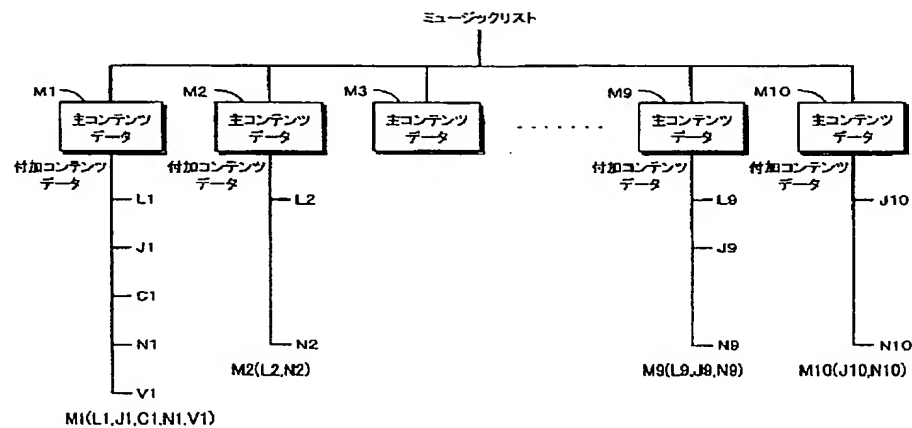 ミュージックリスト
M1
M2
M3
M9
M10
主コンテンツ
データ
主コンテンツ
データ
主コンテンツ
データ
主コンテンツ
データ
主コンテンツ
データ
付加コンテンツ
データ
付加コンテンツ
データ
付加コンテンツ
データ
付加コンテンツ
データ
L1
L2
L9
J10
J1
J9
C1
N1
N2
N9
N10
V1
M2(L2,N2)
M9(L9,J9,N9)
M10(J10,N10)
M1(L1,J1,C1,N1,V1)